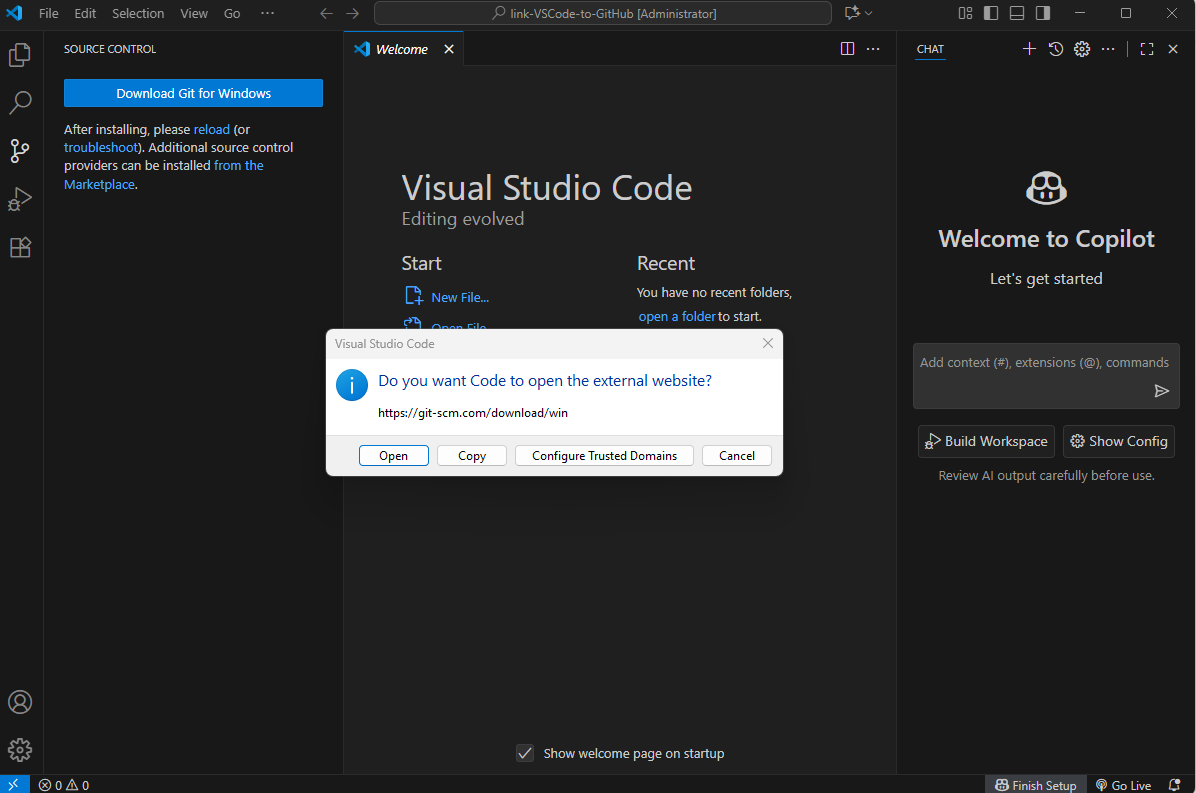 File Edit Selection View Go ··· link-VSCode-to-GitHub [Administrator]
SOURCE CONTROL
Download Git for Windows
After installing, please reload (or
troubleshoot). Additional source control
providers can be installed from the
Marketplace.
Welcome
Visual Studio Code
Editing evolved
Start
New File...
Open File...
Recent
You have no recent folders,
open a folder to start.
Visual Studio Code
Do you want Code to open the external website?
https://git-scm.com/download/win
Open Copy Configure Trusted Domains Cancel
Show welcome page on startup
CHAT
Welcome to Copilot
Let's get started
Add context (#), extensions (@), commands
Build Workspace Show Config
Review AI output carefully before use.
0 0 Finish Setup Go Live